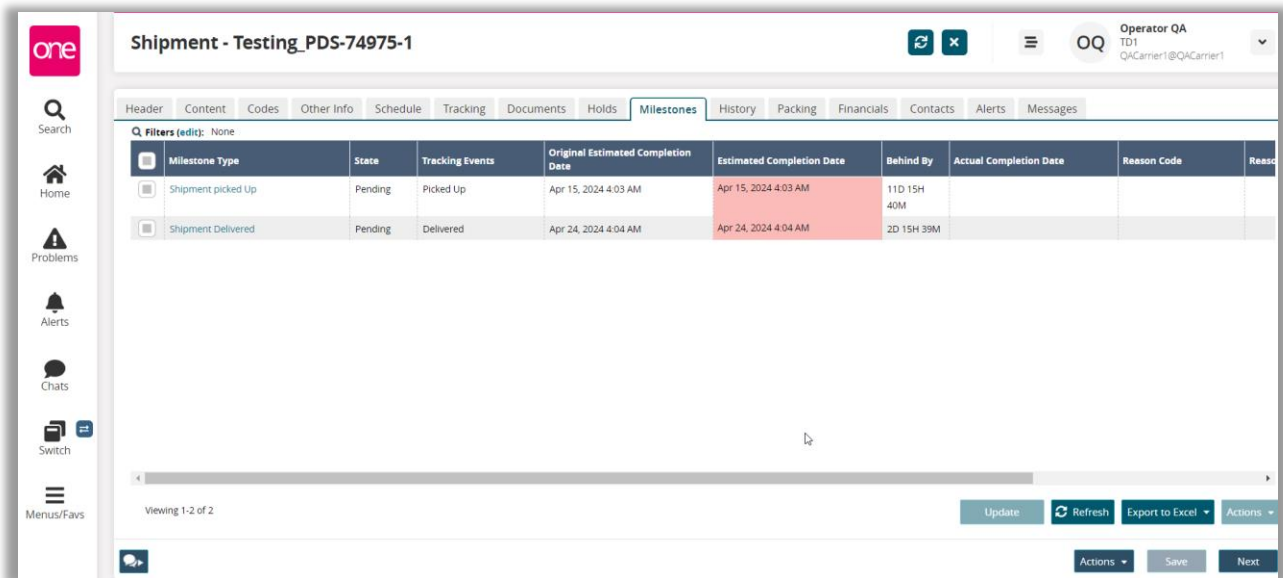 one
Shipment - Testing_PDS-74975-1
OQ
Operator QA
TD1
QACarrier1@QACarrier1
Search
Home
Problems
Alerts
Chats
Switch
Menus/Favs
Header Content Codes Other Info Schedule Tracking Documents Holds Milestones History Packing Financials Contacts Alerts Messages
Filters (edit): None
Milestone Type State Tracking Events Original Estimated Completion Date Estimated Completion Date Behind By Actual Completion Date Reason Code Reaso
Shipment picked Up Pending Picked Up Apr 15, 2024 4:03 AM Apr 15, 2024 4:03 AM 11D 15H 40M
Shipment Delivered Pending Delivered Apr 24, 2024 4:04 AM Apr 24, 2024 4:04 AM 2D 15H 39M
Viewing 1-2 of 2
Update Refresh Export to Excel Actions
Actions Save Next